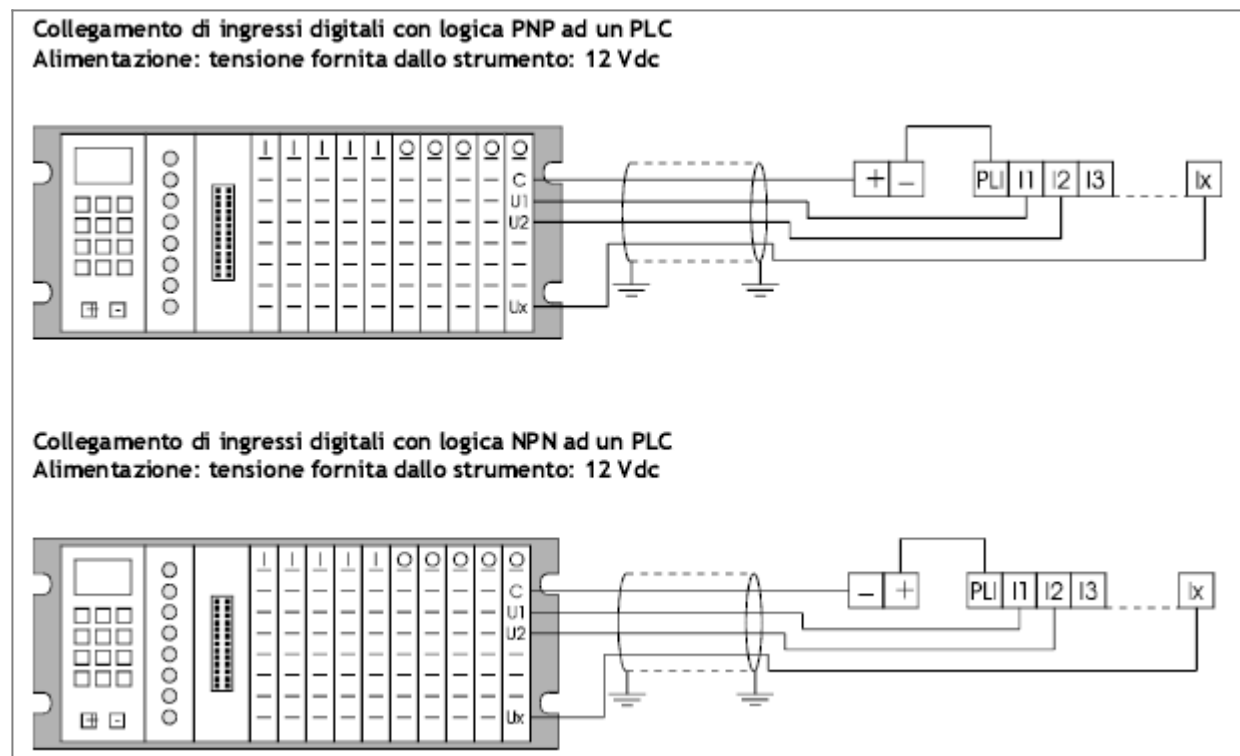 Collegamento di ingressi digitali con logica PNP ad un PLC
Alimentazione: tensione fornita dallo strumento: 12 Vdc
I I I I I O O O O O
C
U1
U2
Ux
+ -
+ -
PLI I1 I2 I3 Ix
Collegamento di ingressi digitali con logica NPN ad un PLC
Alimentazione: tensione fornita dallo strumento: 12 Vdc
I I I I I O O O O O
C
U1
U2
Ux
+ -
- +
PLI I1 I2 I3 Ix